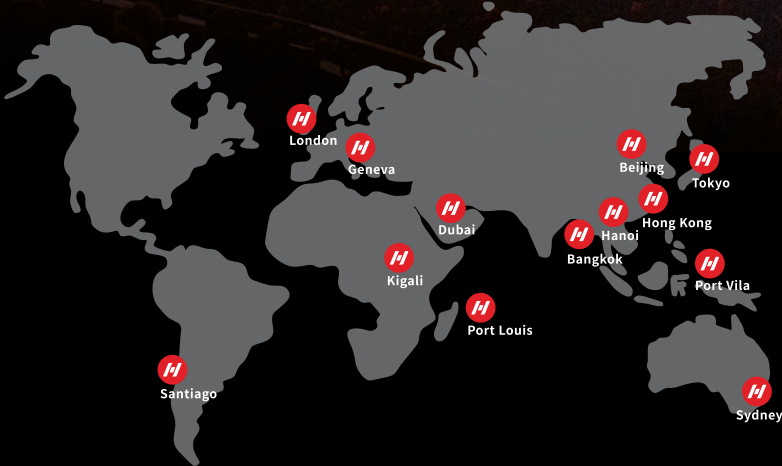 London
Geneva
Beijing
Tokyo
Dubai
Hong Kong
Hanoi
Bangkok
Kigali
Port Vila
Port Louis
Santiago
Sydney